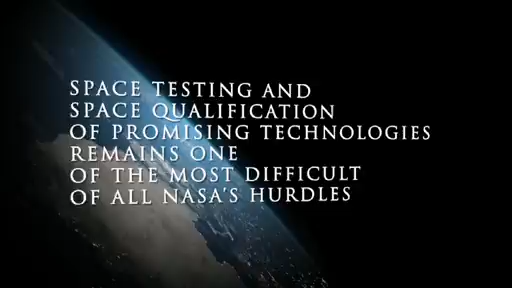 SPACE TESTING AND
SPACE QUALIFICATION
OF PROMISING TECHNOLOGIES
REMAINS ONE
OF THE MOST DIFFICULT
OF ALL NASA'S HURDLES